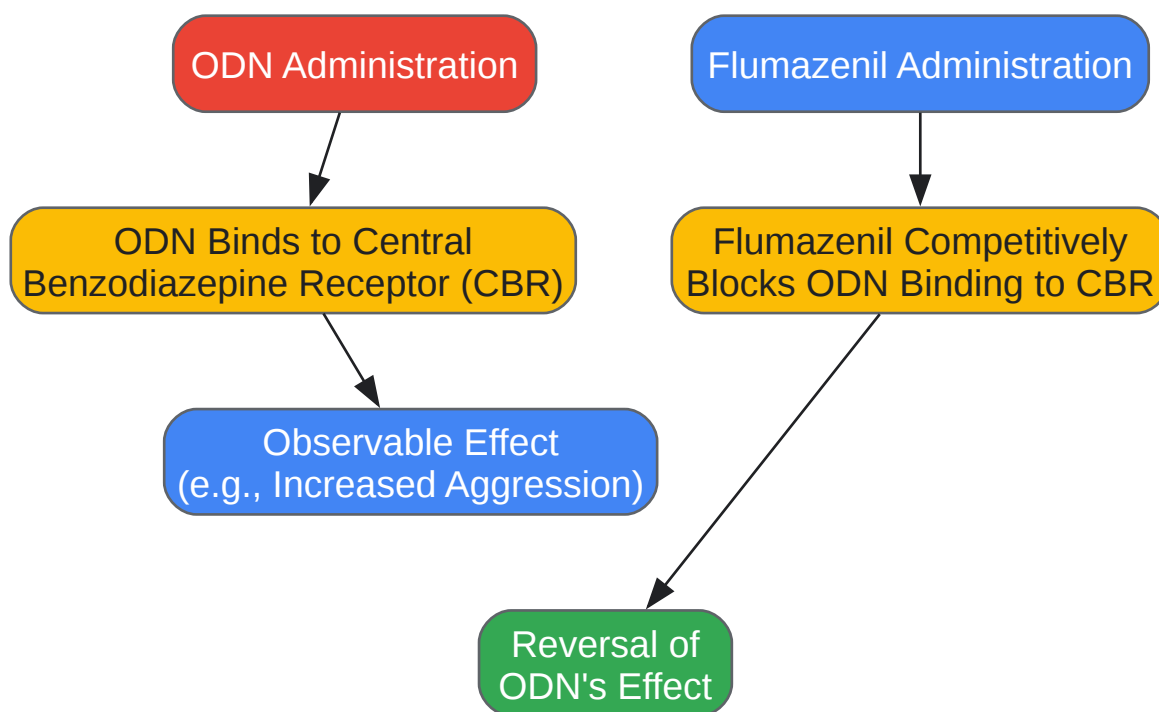 ODN Administration
Flumazenil Administration
ODN Binds to Central
Benzodiazepine Receptor (CBR)
Flumazenil Competitively
Blocks ODN Binding to CBR
Observable Effect
(e.g., Increased Aggression)
Reversal of
ODN's Effect